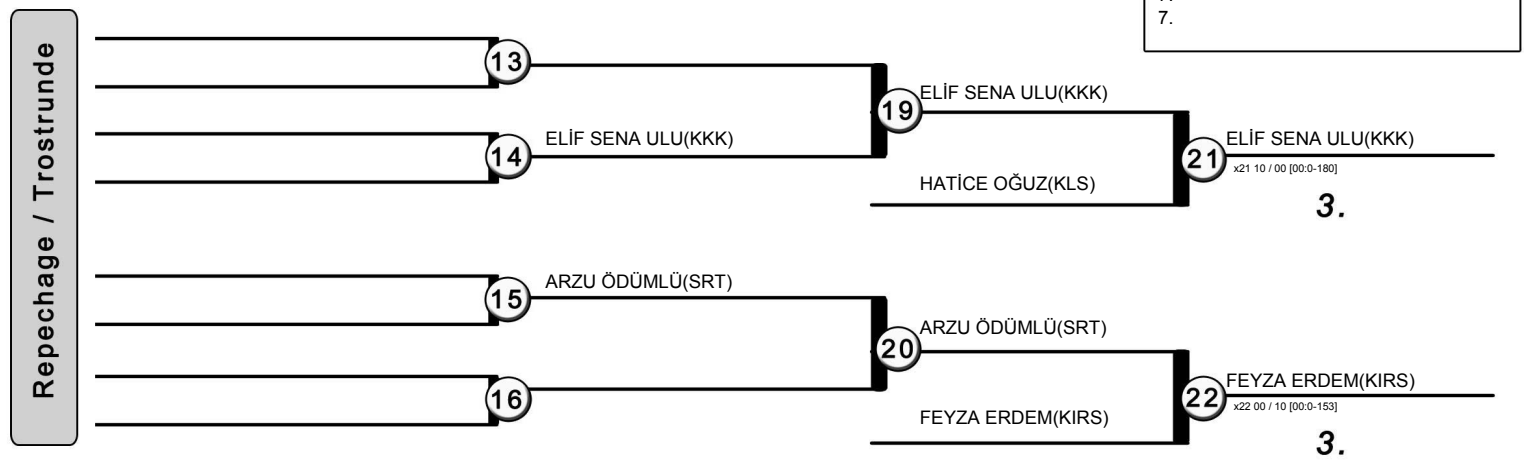 7.
Repechage / Trostrunde
13
ELİF SENA ULU(KKK)
19
ELİF SENA ULU(KKK)
14
ELİF SENA ULU(KKK)
21
x21 10 / 00 [00:0-180]
HATİCE OĞUZ(KLS)
3.
ARZU ÖDÜMLÜ(SRT)
15
ARZU ÖDÜMLÜ(SRT)
20
FEYZA ERDEM(KIRS)
16
22
x22 00 / 10 [00:0-153]
FEYZA ERDEM(KIRS)
3.